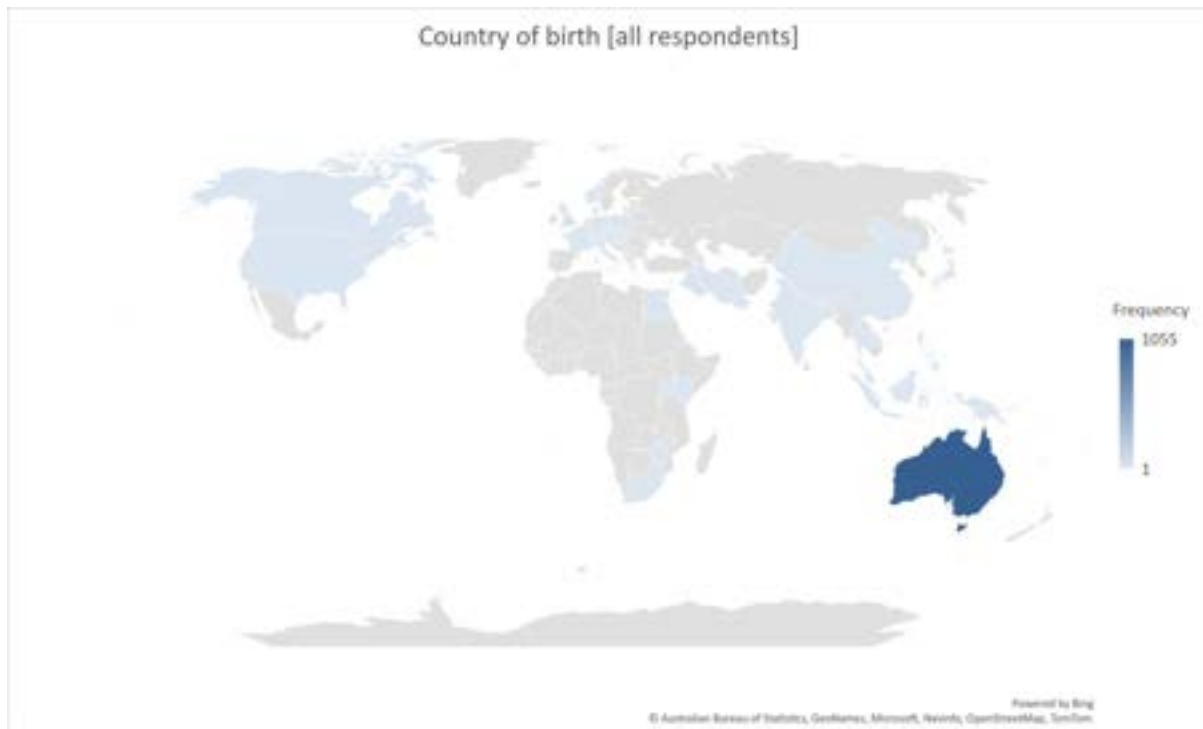 Country of birth [all respondents]
Frequency
1055
1
Powered by Bing
© Australian Bureau of Statistics, GeoNames, Microsoft, Navinfo, OpenStreetMap, TomTom